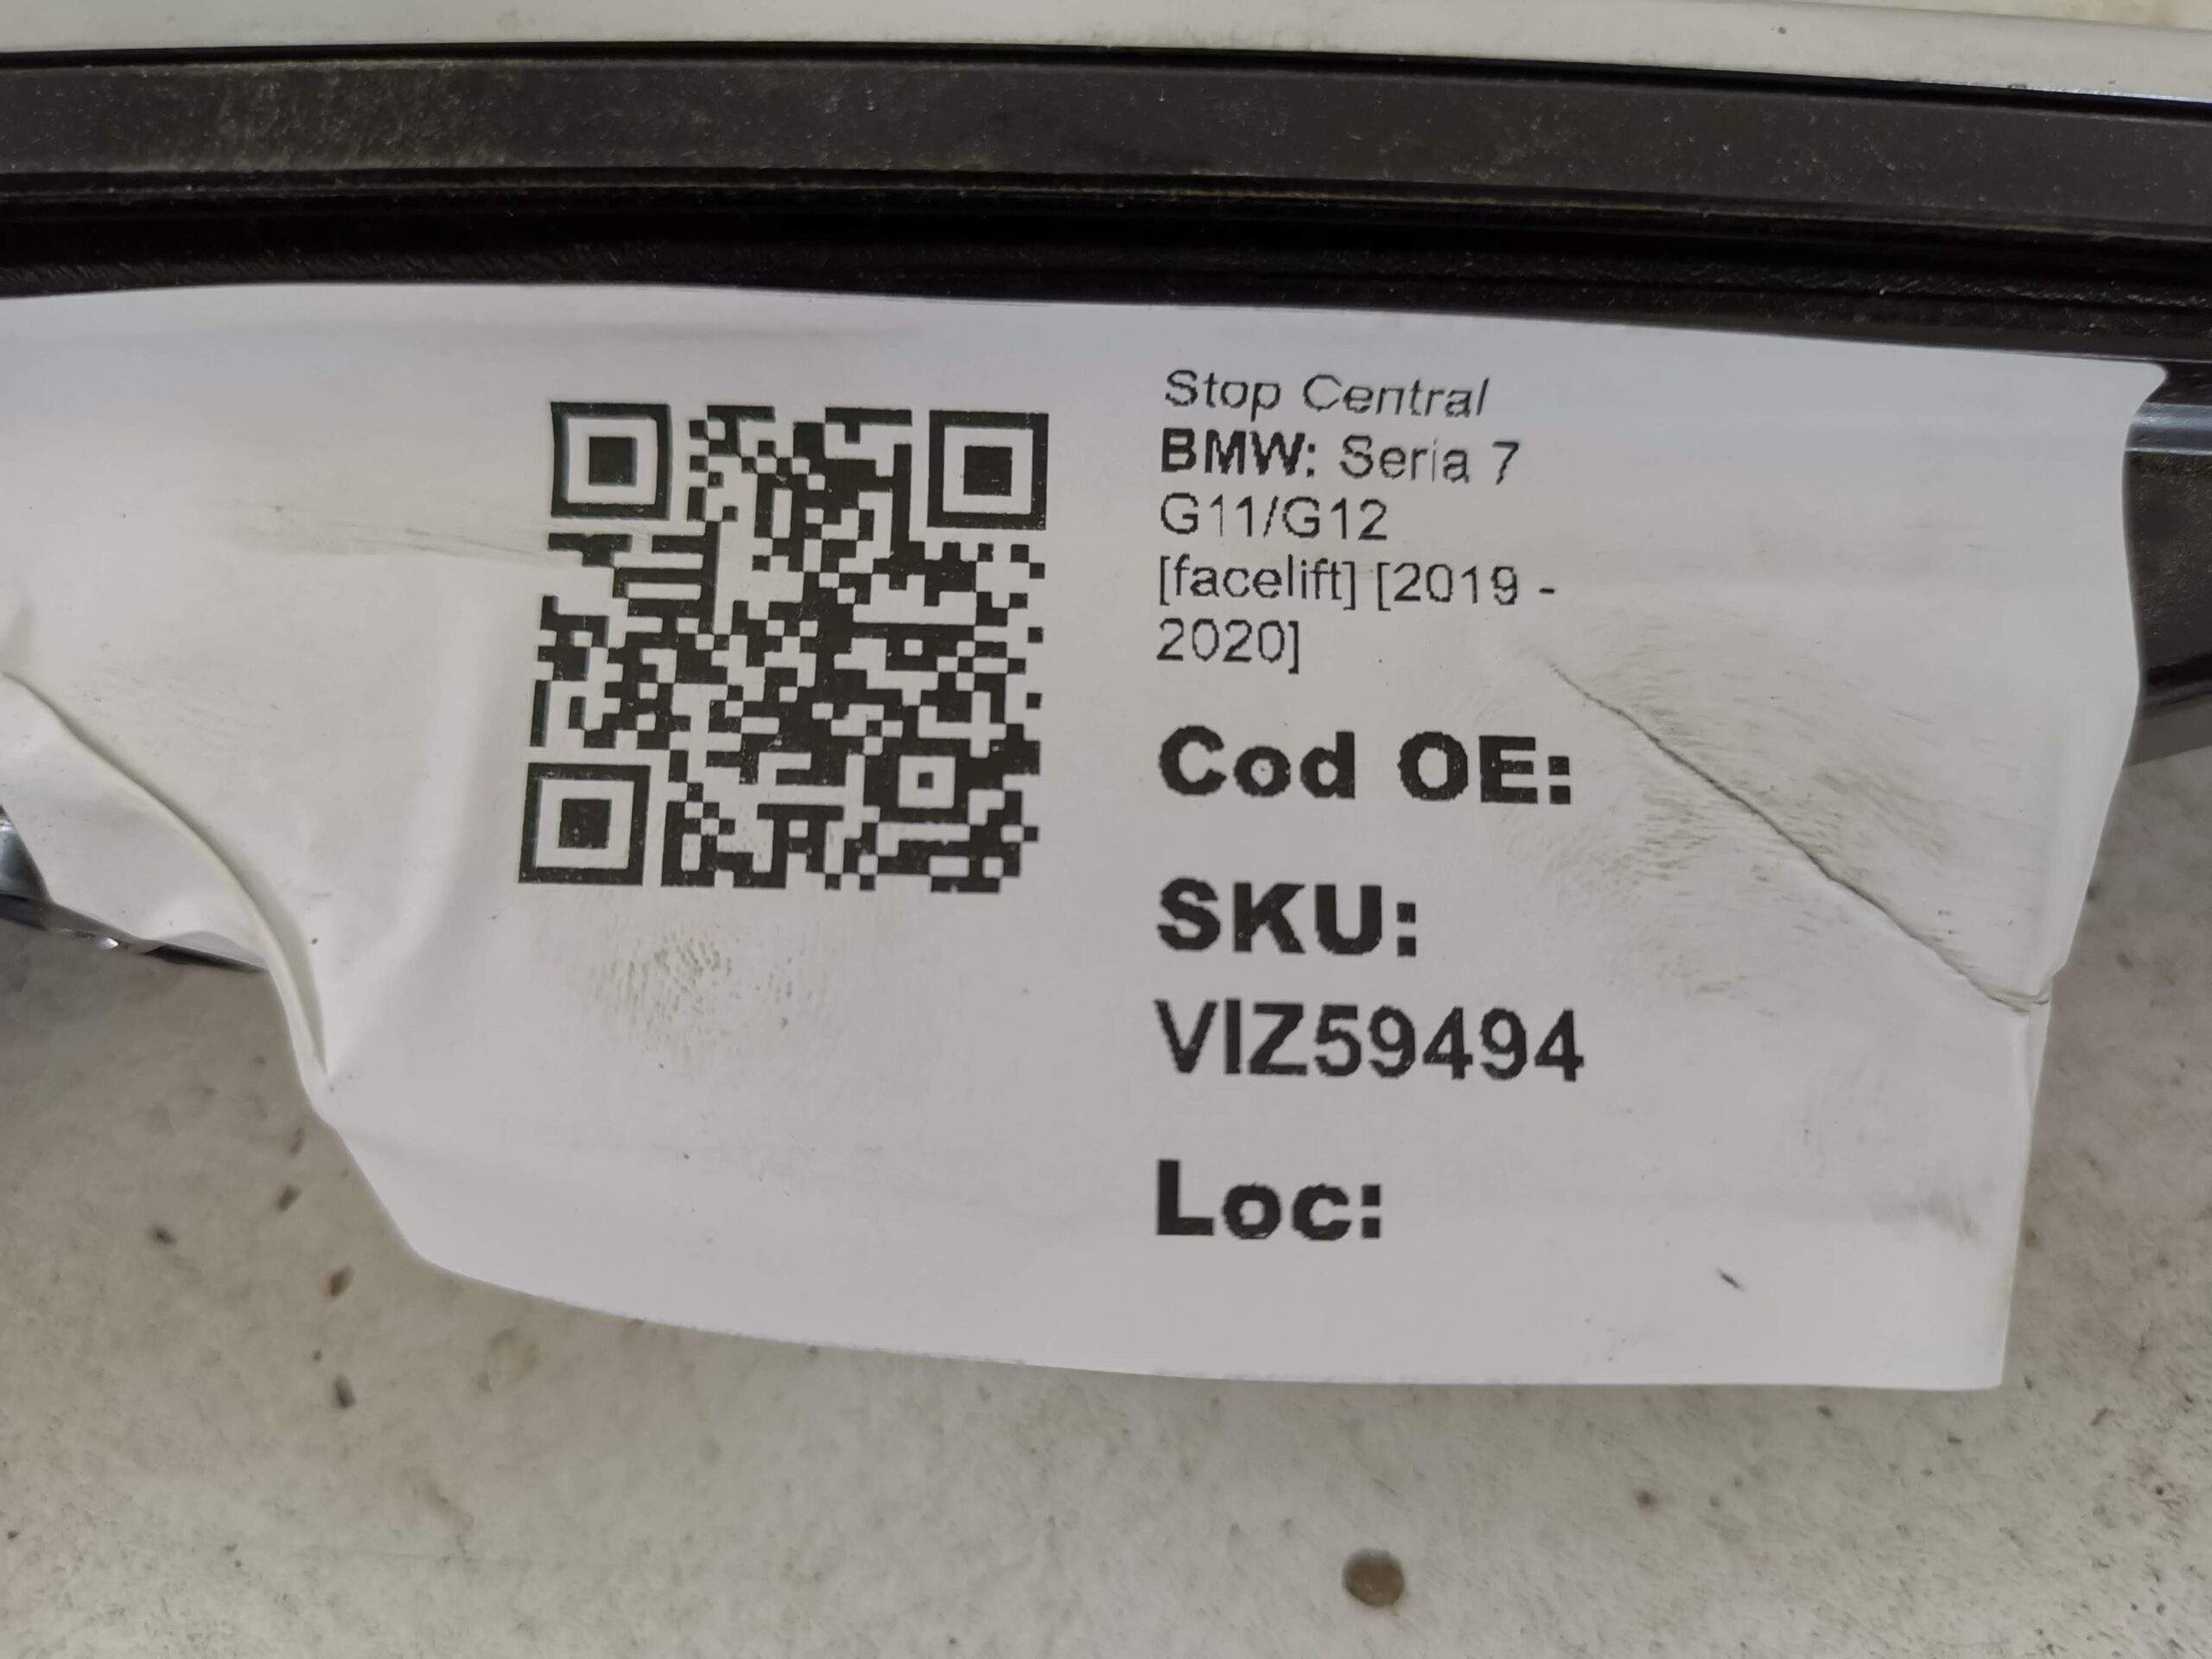 Stop Central
BMW: Seria 7
G11/G12
[facelift] [2019 -
2020]
Cod OE:
SKU:
VIZ59494
Loc: